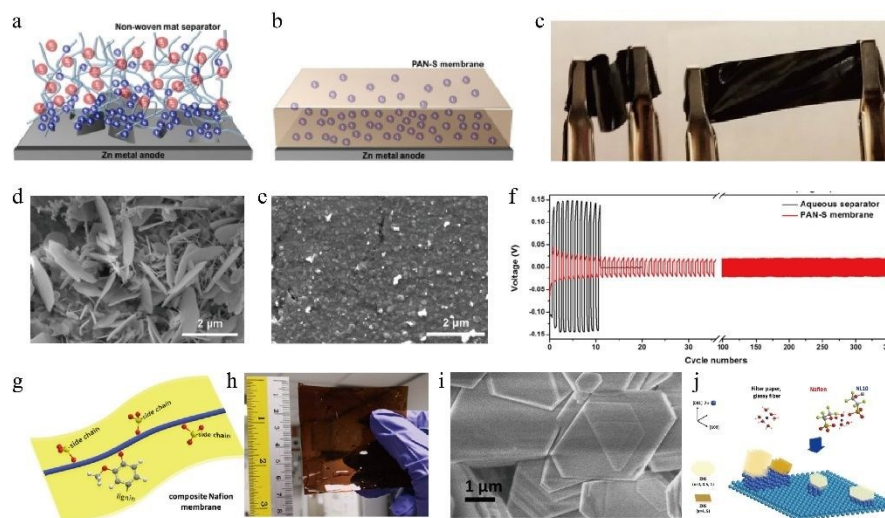 a
Non-woven mat separator
Zn metal anode
b
PAN-S membrane
Zn metal anode
c
d
2 μm
e
2 μm
f
Voltage (V)
0.15
0.10
0.05
0.00
-0.05
-0.10
-0.15
Aqueous separator
PAN-S membrane
0
10
20
30
100
150
200
250
300
Cycle numbers
g
side chain
side chain
side chain
lignin
composite Nafion
membrane
h
i
1 μm
j
Filter paper,
glassy fiber
Nafion
NL10